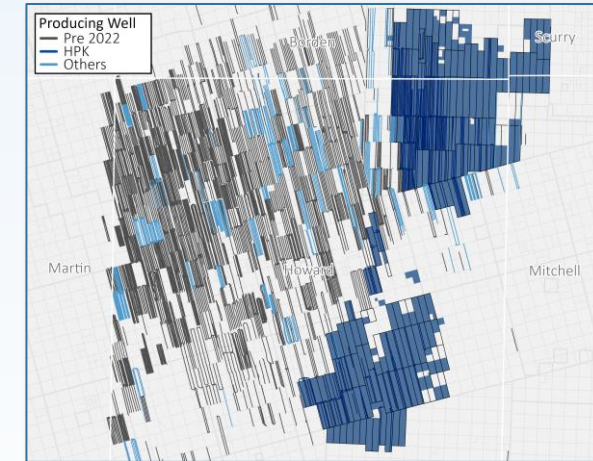 Producing Well
Pre 2022
HPK
Others
Borden
Scurry
Martin
Howard
Mitchell